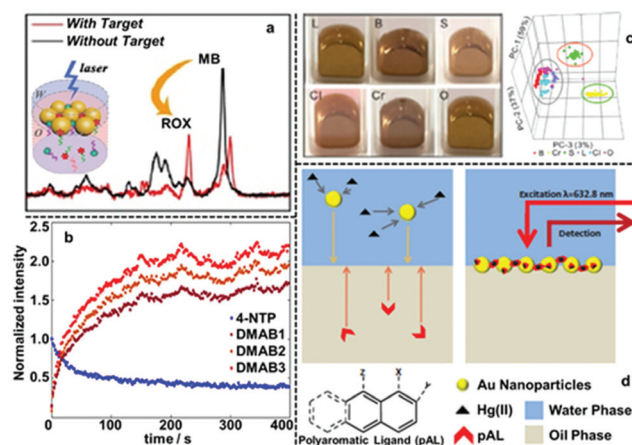 With Target
Without Target
a
laser
W
O
MB
ROX
L
B
S
Cl
Cr
O
c
PC-1 (59%)
PC-2 (37%)
PC-3 (3%)
B Cr S L Cl O
b
Normalized intensity
2.5
2.0
1.5
1.0
0.5
4-NTP
DMAB1
DMAB2
DMAB3
0 100 200 300 400
time / s
Excitation λ=632.8 nm
Detection
d
Z
X
Y
Polyaromatic Ligand (pAL)
Au Nanoparticles
Hg(II)
Water Phase
pAL
Oil Phase